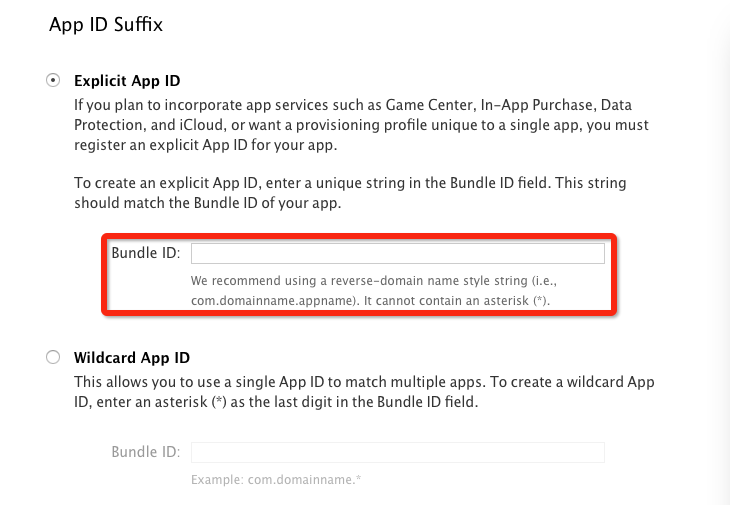 App ID Suffix
Explicit App ID
If you plan to incorporate app services such as Game Center, In-App Purchase, Data
Protection, and iCloud, or want a provisioning profile unique to a single app, you must
register an explicit App ID for your app.
To create an explicit App ID, enter a unique string in the Bundle ID field. This string
should match the Bundle ID of your app.
Bundle ID:
We recommend using a reverse-domain name style string (i.e.,
com.domainname.appname). It cannot contain an asterisk (*).
Wildcard App ID
This allows you to use a single App ID to match multiple apps. To create a wildcard App
ID, enter an asterisk (*) as the last digit in the Bundle ID field.
Bundle ID:
Example: com.domainname.*